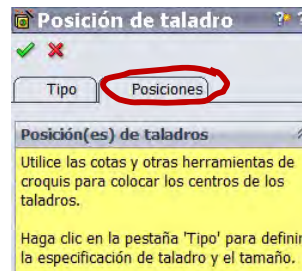 Posición de taladro
Tipo
Posiciones
Posición(es) de taladros
Utilice las cotas y otras herramientas de
croquis para colocar los centros de los
taladros.
Haga clic en la pestaña 'Tipo' para definir
la especificación de taladro y el tamaño.